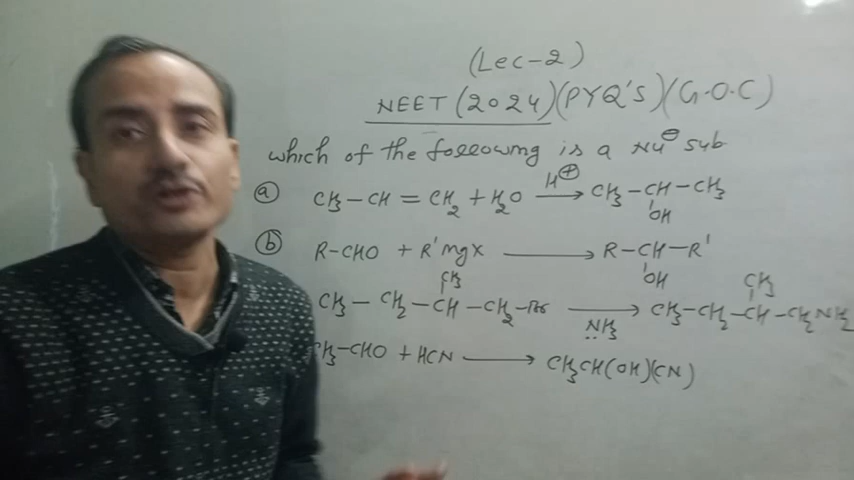 (Lec-2)
NEET (2024)(PYQ'S)(G.O.C)
which of the following is a Nu⊖ sub
(a) CH3-CH=CH2+H2O H⊕→ CH3-CH-CH3
OH
(b) R-CHO + R'MgX → R-CH-R'
CH3 OH CH3
CH3-CH2-CH-CH2-Br → CH3-CH2-CH-CH2NH2
N̤H3
CH3-CHO + HCN → CH3CH(OH)(CN)